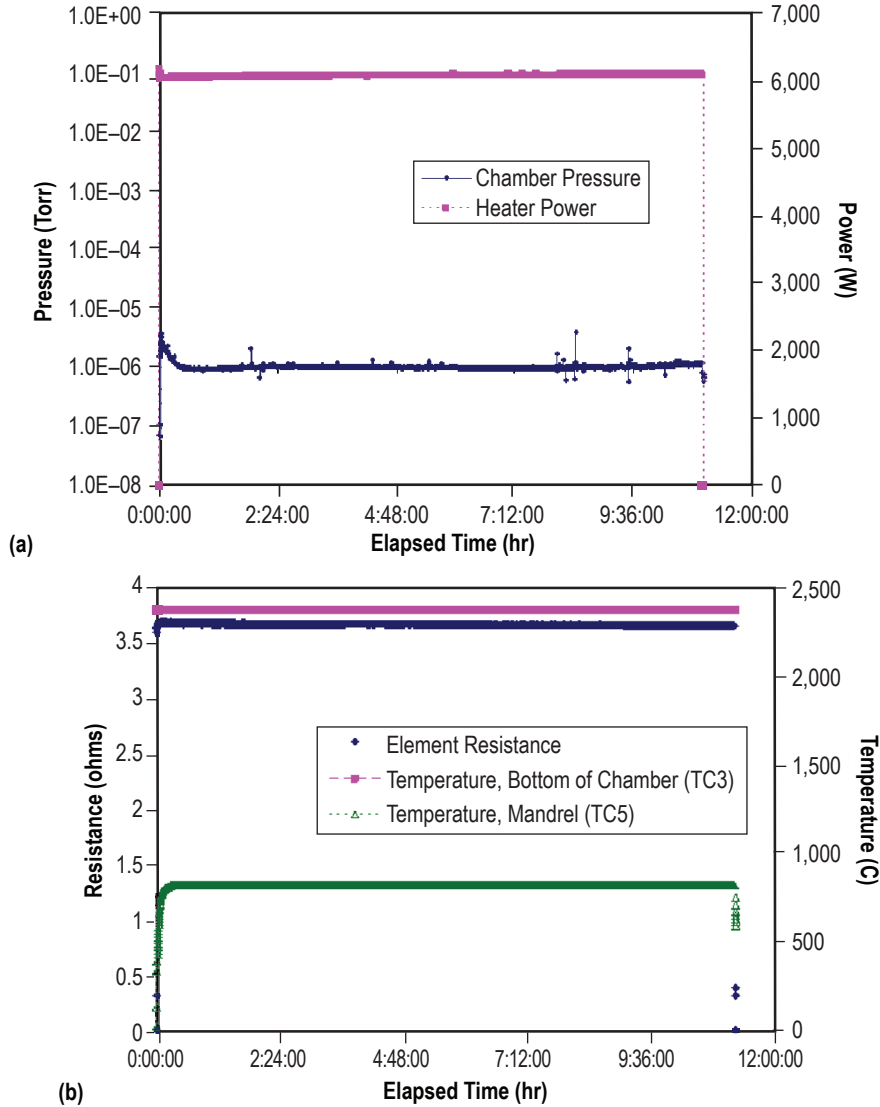 1.0E+00
1.0E–01
1.0E–02
1.0E–03
1.0E–04
1.0E–05
1.0E–06
1.0E–07
1.0E–08
Pressure (Torr)
Chamber Pressure
Heater Power
7,000
6,000
5,000
4,000
3,000
2,000
1,000
0
Power (W)
0:00:00 2:24:00 4:48:00 7:12:00 9:36:00 12:00:00
Elapsed Time (hr)
(a)
4
3.5
3
2.5
2
1.5
1
0.5
0
Resistance (ohms)
Element Resistance
Temperature, Bottom of Chamber (TC3)
Temperature, Mandrel (TC5)
2,500
2,000
1,500
1,000
500
0
Temperature (C)
0:00:00 2:24:00 4:48:00 7:12:00 9:36:00 12:00:00
Elapsed Time (hr)
(b)